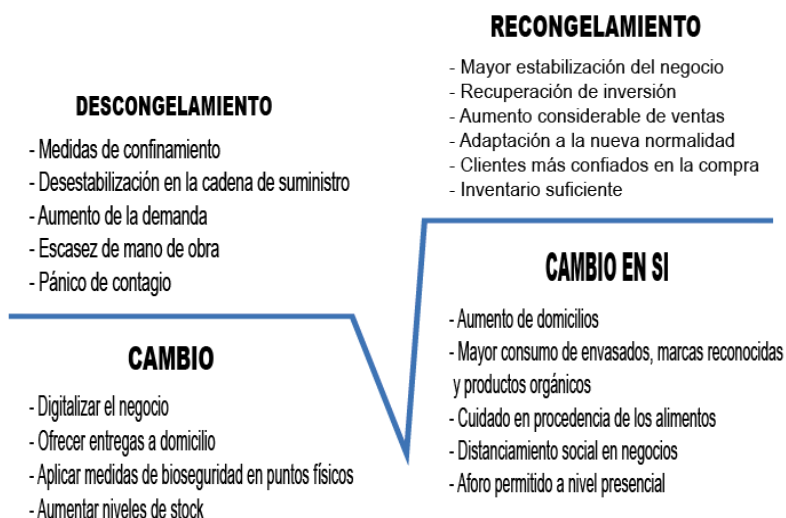 DESCONGELAMIENTO
- Medidas de confinamiento
- Desestabilización en la cadena de suministro
- Aumento de la demanda
- Escasez de mano de obra
- Pánico de contagio
CAMBIO
- Digitalizar el negocio
- Ofrecer entregas a domicilio
- Aplicar medidas de bioseguridad en puntos físicos
- Aumentar niveles de stock
RECONGELAMIENTO
- Mayor estabilización del negocio
- Recuperación de inversión
- Aumento considerable de ventas
- Adaptación a la nueva normalidad
- Clientes más confiados en la compra
- Inventario suficiente
CAMBIO EN SI
- Aumento de domicilios
- Mayor consumo de envasados, marcas reconocidas
y productos orgánicos
- Cuidado en procedencia de los alimentos
- Distanciamiento social en negocios
- Aforo permitido a nivel presencial